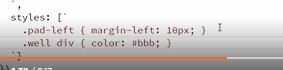 `,
styles: [`
.pad-left { margin-left: 10px; }
.well div { color: #bbb; }
`]